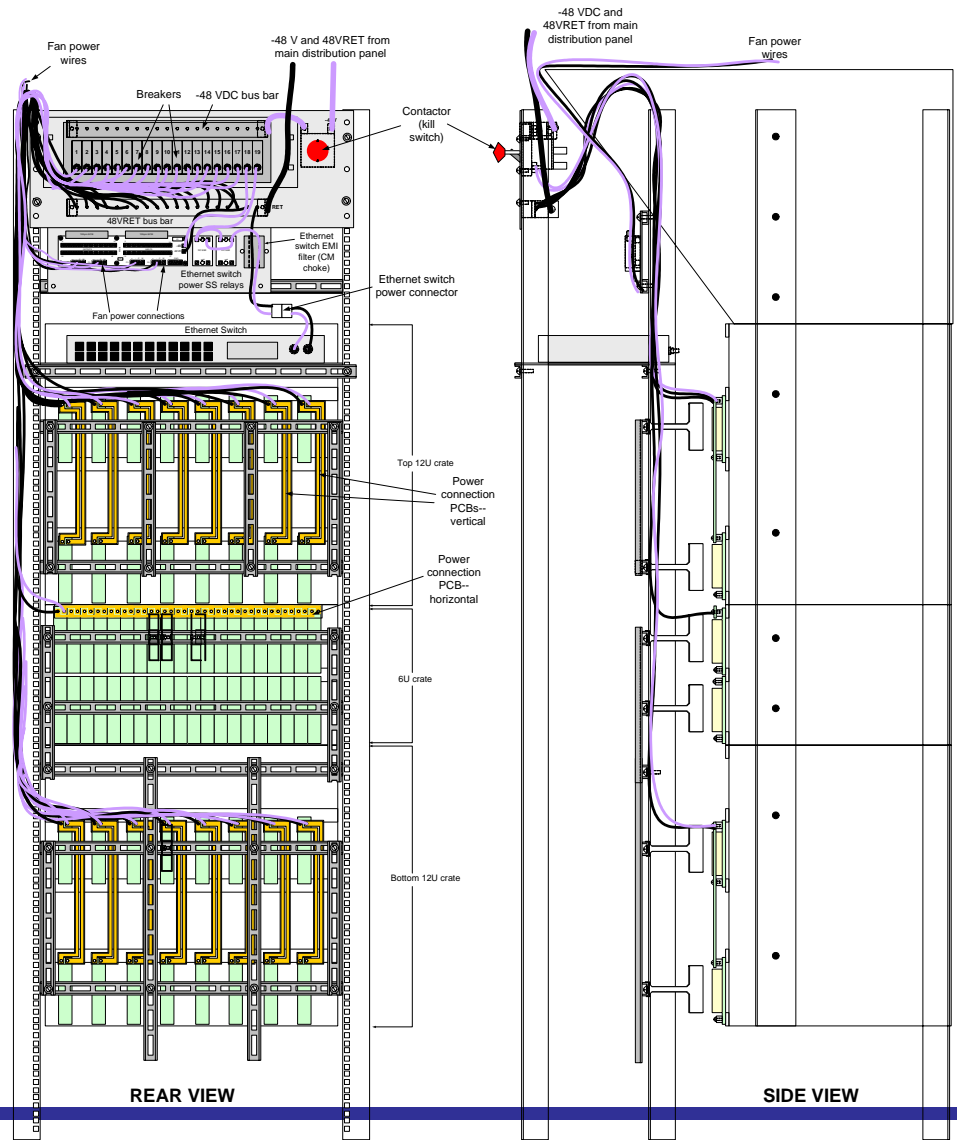 -48 VDC and
48VRET from main
distribution panel
-48 V and 48VRET from
main distribution panel
Fan power
wires
Fan power
wires
Breakers
-48 VDC bus bar
Contactor
(kill
switch)
1 2 3 4 5 6 7 8 9 10 11 12 13 14 15 16 17 18 19
RET
48VRET bus bar
Ethernet
switch EMI
filter (CM
choke)
Ethernet switch
power SS relays
Ethernet switch
power connector
Fan power connections
Ethernet Switch
Top 12U crate
Power
connection
PCBs--
vertical
Power
connection
PCB--
horizontal
6U crate
Bottom 12U crate
REAR VIEW
SIDE VIEW